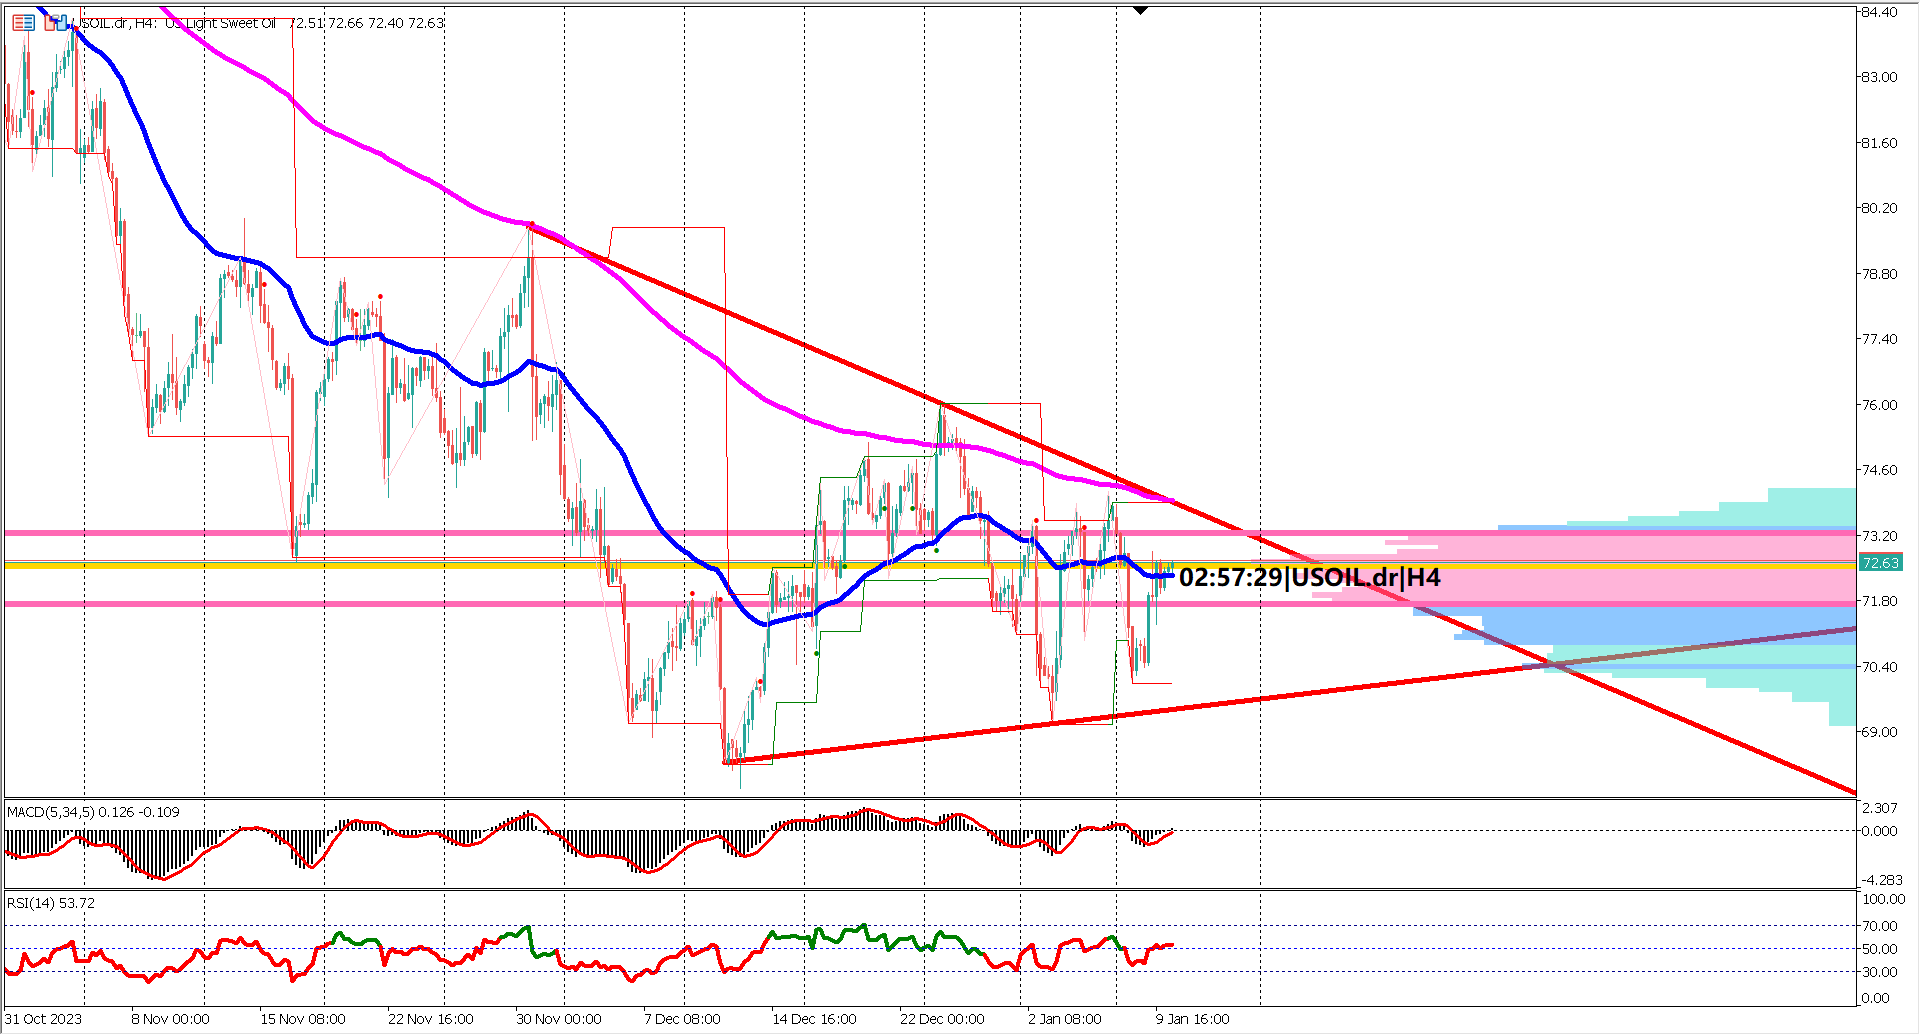 SOIL.dr, H4: US Light Sweet Oil 72.51 72.66 72.40 72.63
84.40
83.00
81.60
80.20
78.80
77.40
76.00
74.60
73.20
72.63
02:57:29|USOIL.dr|H4
71.80
70.40
69.00
MACD(5,34,5) 0.126 -0.109
2.307
0.000
-4.283
RSI(14) 53.72
100.00
70.00
50.00
30.00
0.00
31 Oct 2023
8 Nov 00:00
15 Nov 08:00
22 Nov 16:00
30 Nov 00:00
7 Dec 08:00
14 Dec 16:00
22 Dec 00:00
2 Jan 08:00
9 Jan 16:00